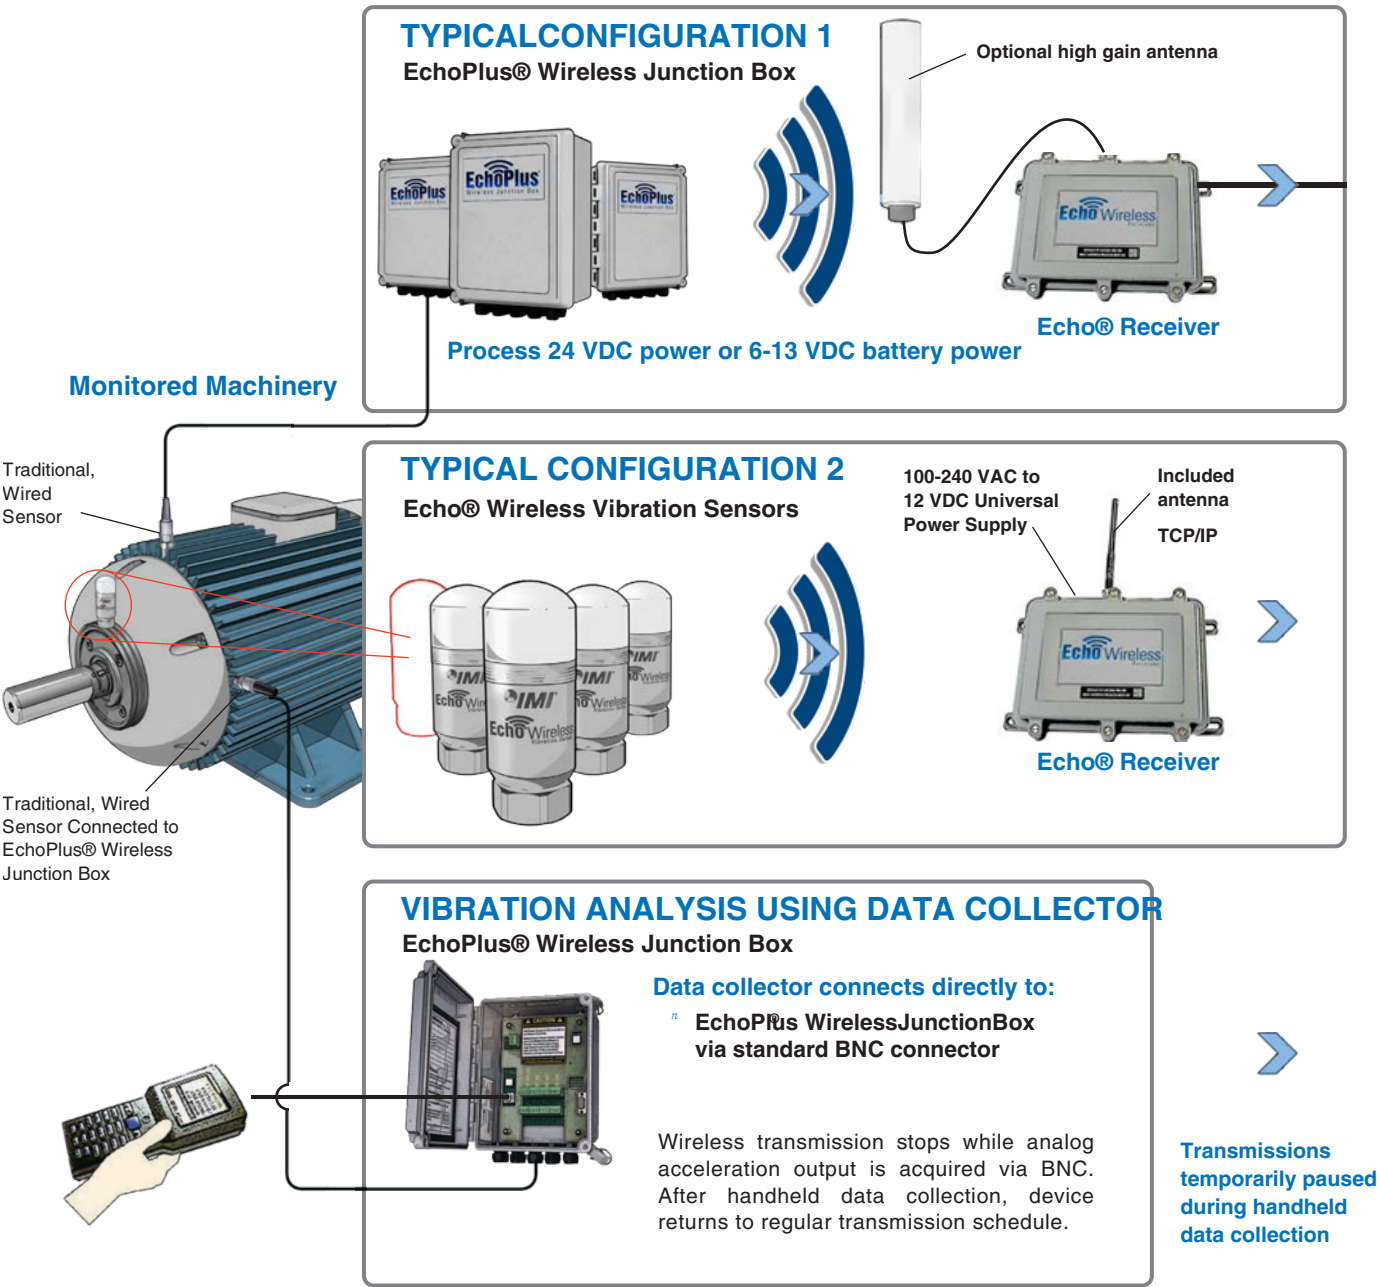 TYPICALCONFIGURATION 1
EchoPlus® Wireless Junction Box
Optional high gain antenna
EchoPlus
EchoPlus
Wireless Junction Box
EchoPlus
Echo Wireless
Echo® Receiver
Process 24 VDC power or 6-13 VDC battery power
Monitored Machinery
Traditional,
Wired
Sensor
TYPICAL CONFIGURATION 2
Echo® Wireless Vibration Sensors
100-240 VAC to
12 VDC Universal
Power Supply
Included
antenna
TCP/IP
IMI
Echo Wireless
Vibration Sensor
Echo Wireless
Echo® Receiver
Traditional, Wired
Sensor Connected to
EchoPlus® Wireless
Junction Box
VIBRATION ANALYSIS USING DATA COLLECTOR
EchoPlus® Wireless Junction Box
Data collector connects directly to:
n EchoPlus® WirelessJunctionBox
via standard BNC connector
CAUTION
Wireless transmission stops while analog
acceleration output is acquired via BNC.
After handheld data collection, device
returns to regular transmission schedule.
Transmissions
temporarily paused
during handheld
data collection